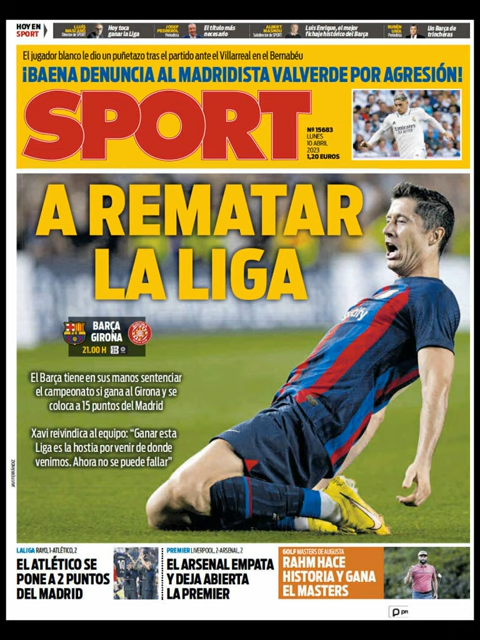 HOY EN
SPORT
Hoy toca
ganar la Liga
El título más
necesario
Luis Enrique, el mejor
fichaje histórico del Barça
Un Barça de
trincheras
El jugador blanco le dio un puñetazo tras el partido ante el Villarreal en el Bernabéu
¡BAENA DENUNCIA AL MADRIDISTA VALVERDE POR AGRESIÓN!
SPORT
Nº 15683
LUNES
10 ABRIL
2023
1,20 EUROS
A REMATAR
LA LIGA
BARÇA
GIRONA
21.00 H
El Barça tiene en sus manos sentenciar
el campeonato si gana al Girona y se
coloca a 15 puntos del Madrid
Xavi reivindica al equipo: “Ganar esta
Liga es la hostia por venir de donde
venimos. Ahora no se puede fallar”
LALIGA RAYO, 1-ATLÉTICO, 2
EL ATLÉTICO SE
PONE A 2 PUNTOS
DEL MADRID
PREMIER LIVERPOOL, 2-ARSENAL, 2
EL ARSENAL EMPATA
Y DEJA ABIERTA
LA PREMIER
GOLF MASTERS DE AUGUSTA
RAHM HACE
HISTORIA Y GANA
EL MASTERS